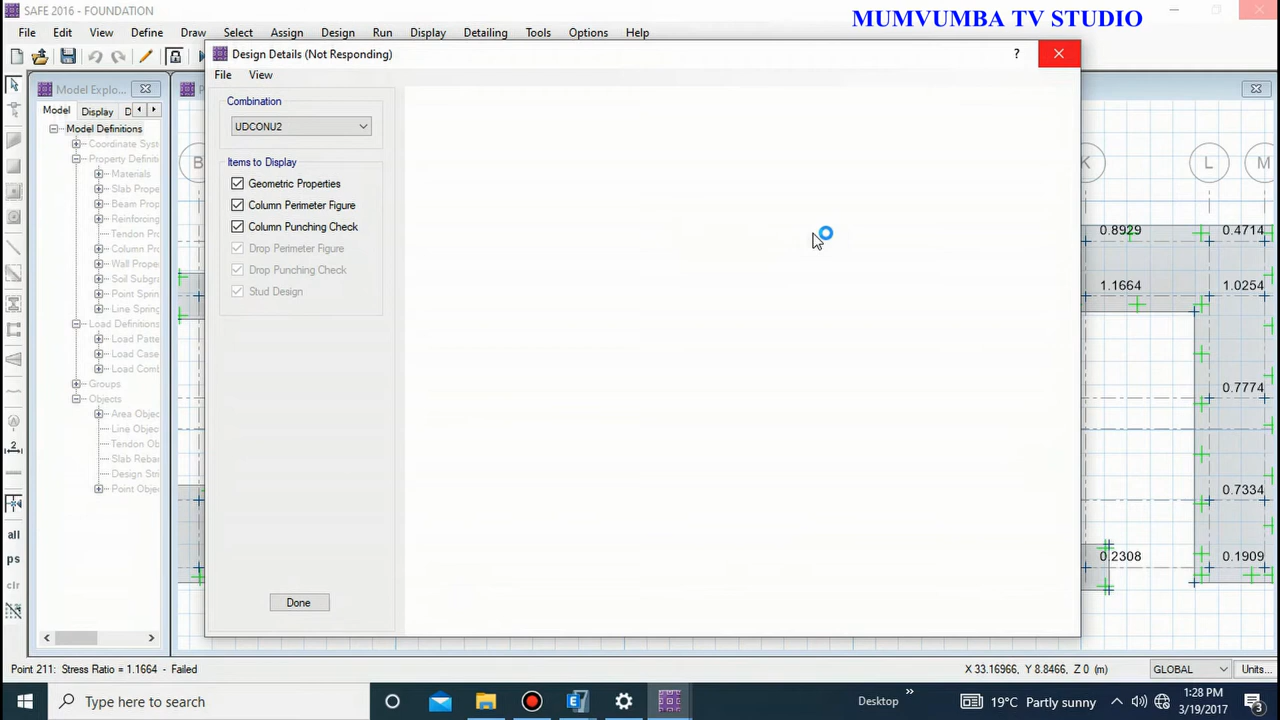 SAFE 2016 - FOUNDATION
MUMVUMBA TV STUDIO
File Edit View Define Draw Select Assign Design Run Display Detailing Tools Options Help
Design Details (Not Responding)
?
File View
Model Explo...
Model Display D
Model Definitions
Coordinate Syst
Property Definiti
Materials
Slab Prope
Beam Prop
Reinforcing
Tendon Pro
Column Pro
Wall Proper
Soil Subgra
Point Spring
Line Spring
Load Definitions
Load Patte
Load Case
Load Comb
Groups
Objects
Area Objec
Line Object
Tendon Ob
Slab Rebar
Design Strip
Point Objec
all
ps
clr
Combination
UDCONU2
Items to Display
Geometric Properties
Column Perimeter Figure
Column Punching Check
Drop Perimeter Figure
Drop Punching Check
Stud Design
Done
P
B
K
L
M
0.8929 0.4714
1.1664 1.0254
0.7774
0.7334
0.2308 0.1909
Point 211: Stress Ratio = 1.1664 - Failed
X 33.16966, Y 8.8466, Z 0 (m)
GLOBAL
Units...
Type here to search
Desktop
19°C Partly sunny
1:28 PM
3/19/2017
3